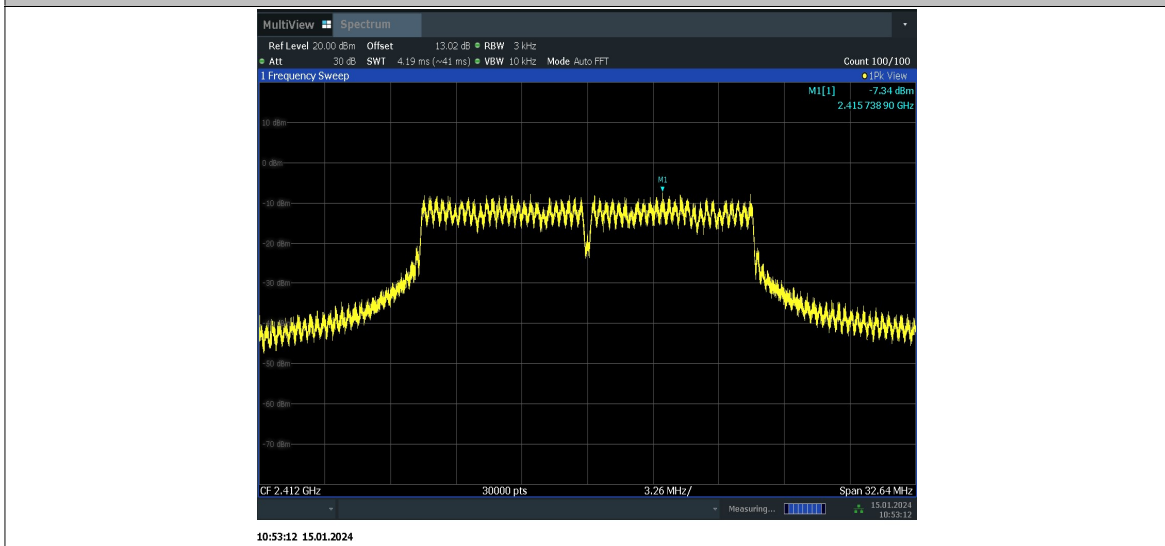 MultiView Spectrum
Ref Level 20.00 dBm Offset 13.02 dB RBW 3 kHz
Att 30 dB SWT 4.19 ms (~41 ms) VBW 10 kHz Mode Auto FFT Count 100/100
1 Frequency Sweep 1Pk View
M1[1] -7.34 dBm
2.415 738 90 GHz
10 dBm
0 dBm
M1
-10 dBm
-20 dBm
-30 dBm
-50 dBm
-60 dBm
-70 dBm
CF 2.412 GHz 30000 pts 3.26 MHz/ Span 32.64 MHz
Measuring... 15.01.2024
10:53:12
10:53:12 15.01.2024